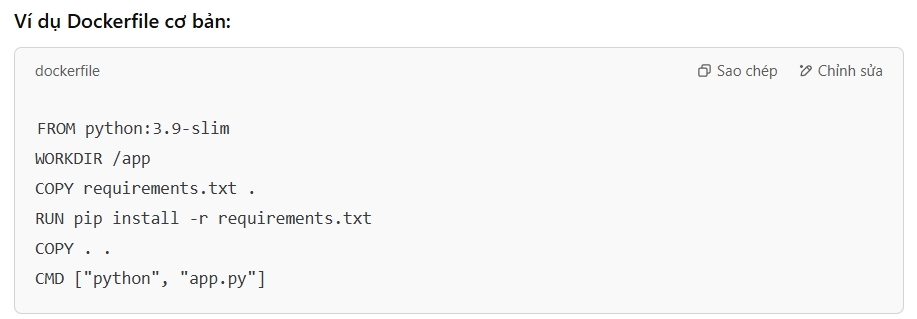 Ví dụ Dockerfile cơ bản:
dockerfile
Sao chép
Chỉnh sửa
FROM python:3.9-slim
WORKDIR /app
COPY requirements.txt .
RUN pip install -r requirements.txt
COPY . .
CMD ["python", "app.py"]